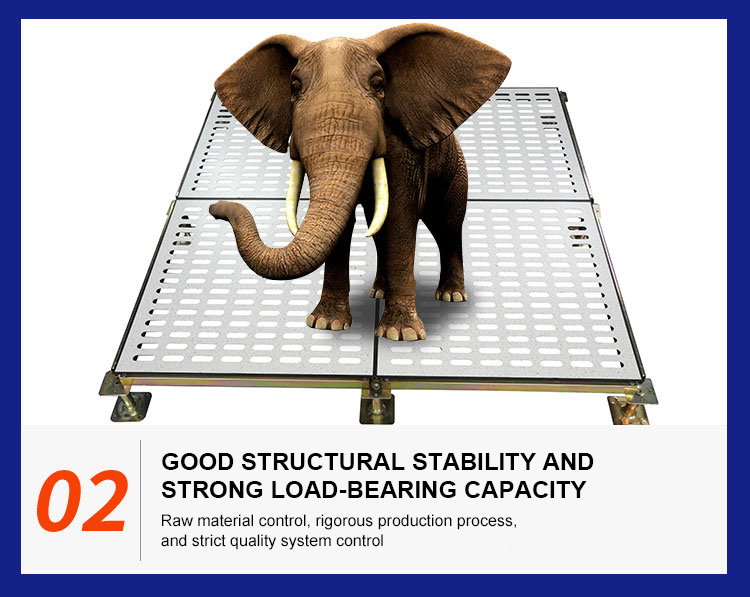 02
GOOD STRUCTURAL STABILITY AND
STRONG LOAD-BEARING CAPACITY
Raw material control, rigorous production process,
and strict quality system control